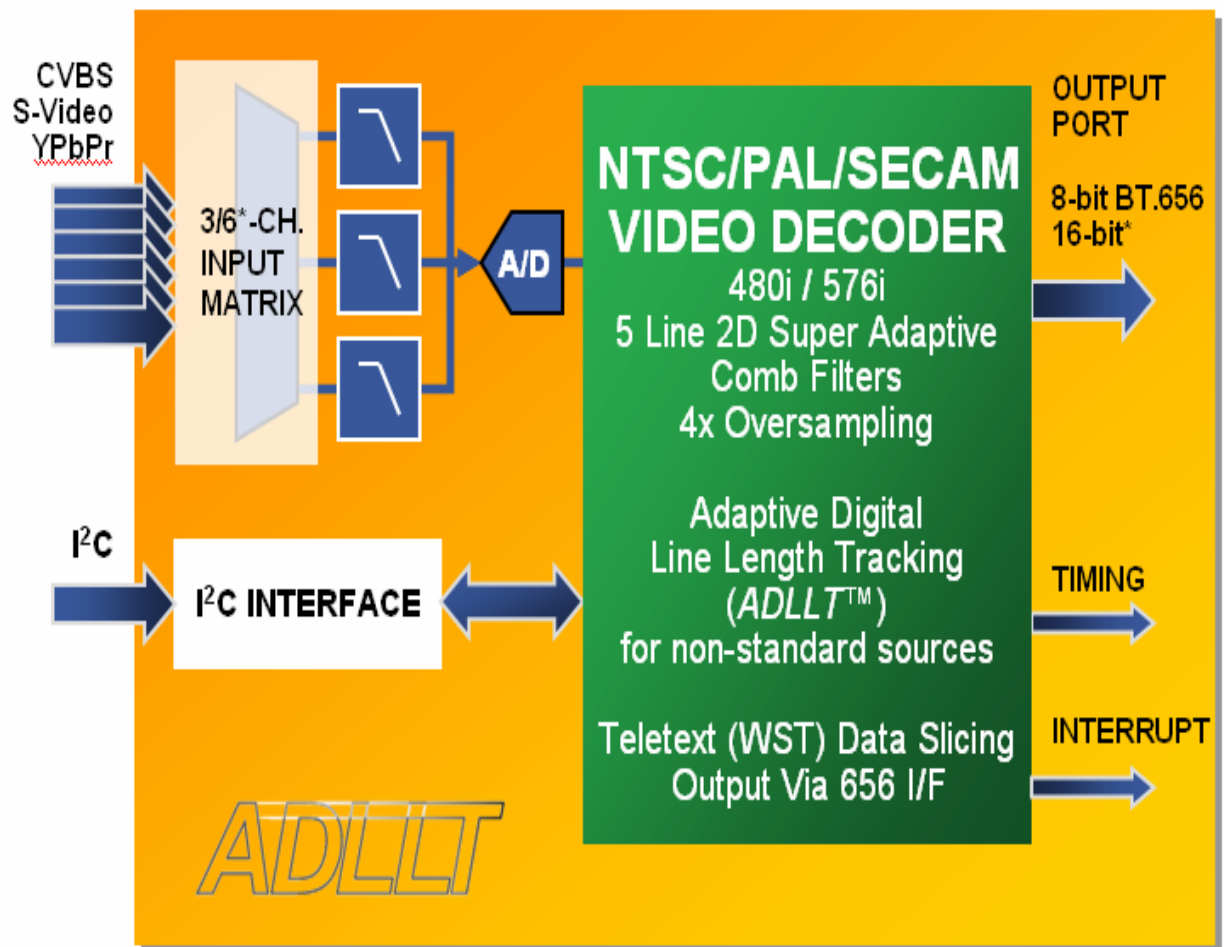 CVBS
S-Video
YPbPr
3/6*-CH.
INPUT
MATRIX
A/D
NTSC/PAL/SECAM
VIDEO DECODER
480i / 576i
5 Line 2D Super Adaptive
Comb Filters
4x Oversampling
Adaptive Digital
Line Length Tracking
(ADLLT™)
for non-standard sources
Teletext (WST) Data Slicing
Output Via 656 I/F
OUTPUT
PORT
8-bit BT.656
16-bit*
I²C
I²C INTERFACE
TIMING
INTERRUPT
ADLLT